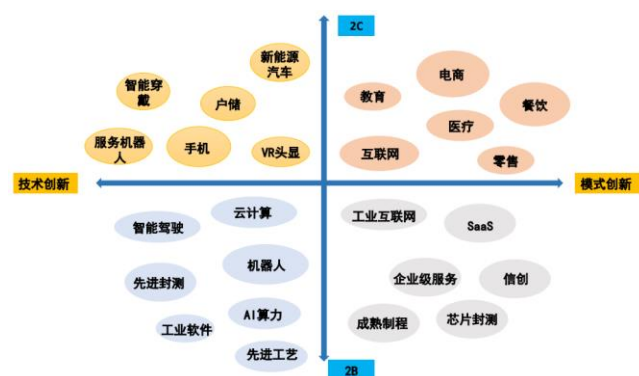 2C
新能源
汽车
电商
智能穿
戴
教育
户储
餐饮
医疗
服务机器
人
手机
VR头显
互联网
零售
技术创新
模式创新
云计算
工业互联网
智能驾驶
SaaS
机器人
先进封测
企业级服务
信创
AI算力
工业软件
成熟制程
芯片封测
先进工艺
2B